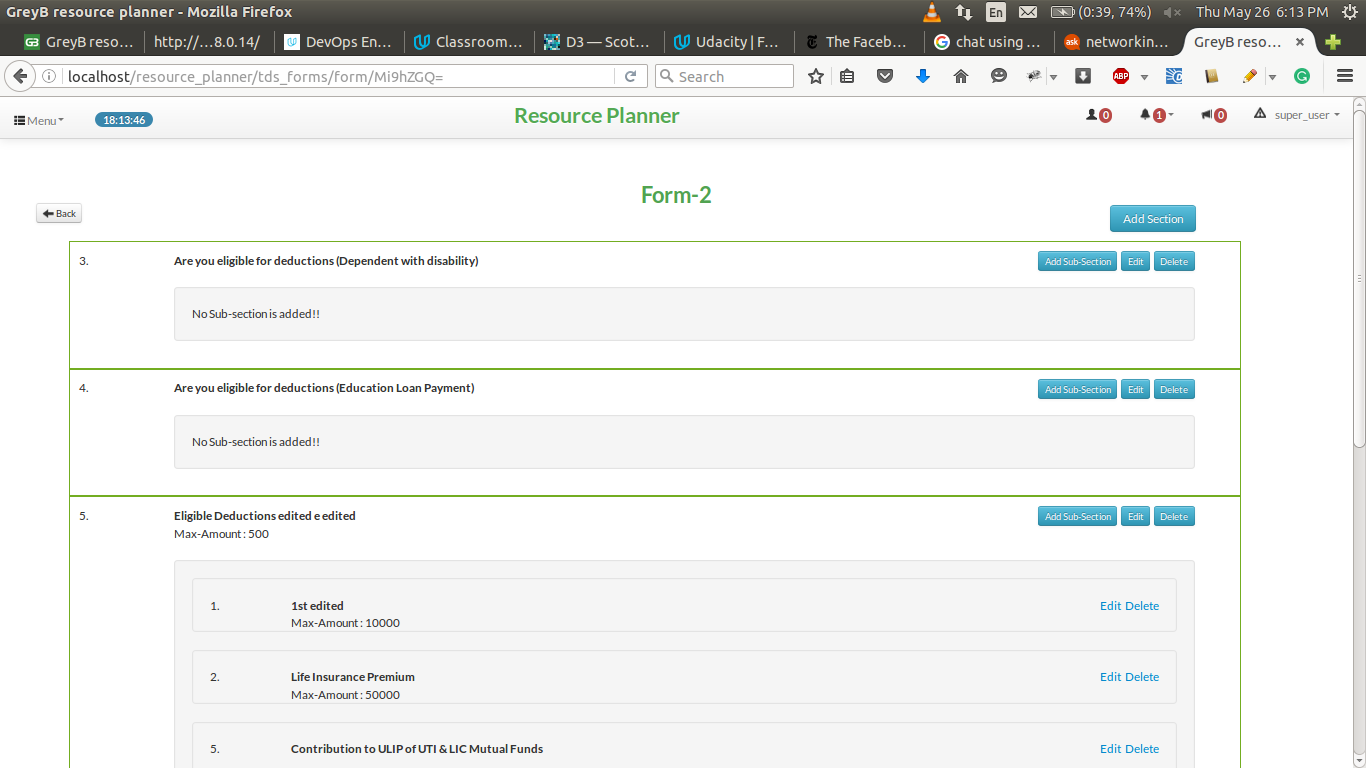 GreyB resource planner - Mozilla Firefox
En (0:39, 74%) Thu May 26 6:13 PM
GB GreyB reso... http://...8.0.14/ DevOps En... Classroom... D3 — Scot... Udacity | F... The Faceb... chat using ... ask networkin... GreyB reso...
localhost/resource_planner/tds_forms/form/Mi9hZGQ= Search ABP
Menu 18:13:46 Resource Planner 0 1 0 super_user
Form-2
Back
Add Section
3. Are you eligible for deductions (Dependent with disability) Add Sub-Section Edit Delete
No Sub-section is added!!
4. Are you eligible for deductions (Education Loan Payment) Add Sub-Section Edit Delete
No Sub-section is added!!
5. Eligible Deductions edited e edited Add Sub-Section Edit Delete
Max-Amount : 500
1. 1st edited Edit Delete
Max-Amount : 10000
2. Life Insurance Premium Edit Delete
Max-Amount : 50000
5. Contribution to ULIP of UTI & LIC Mutual Funds Edit Delete